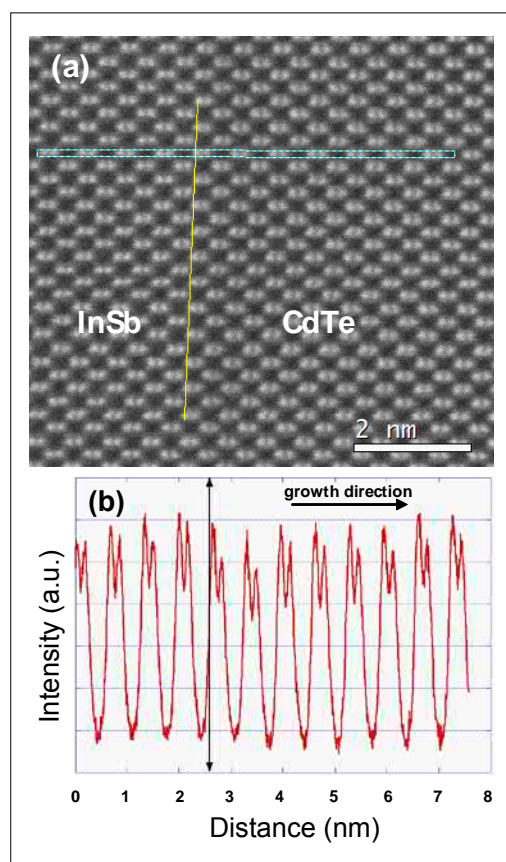 (a)
InSb
CdTe
2 nm
(b)
growth direction
Intensity (a.u.)
0 1 2 3 4 5 6 7 8
Distance (nm)